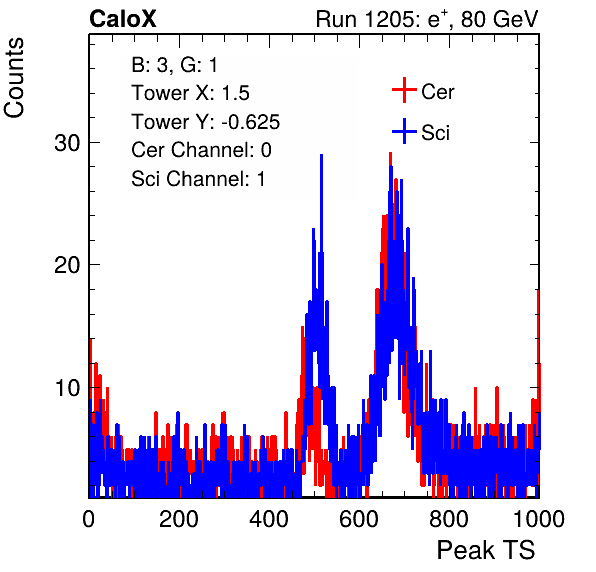 CaloX Run 1205: e⁺, 80 GeV
Counts
B: 3, G: 1
Tower X: 1.5
Tower Y: -0.625
Cer Channel: 0
Sci Channel: 1
Cer
Sci
30
20
10
0 200 400 600 800 1000
Peak TS